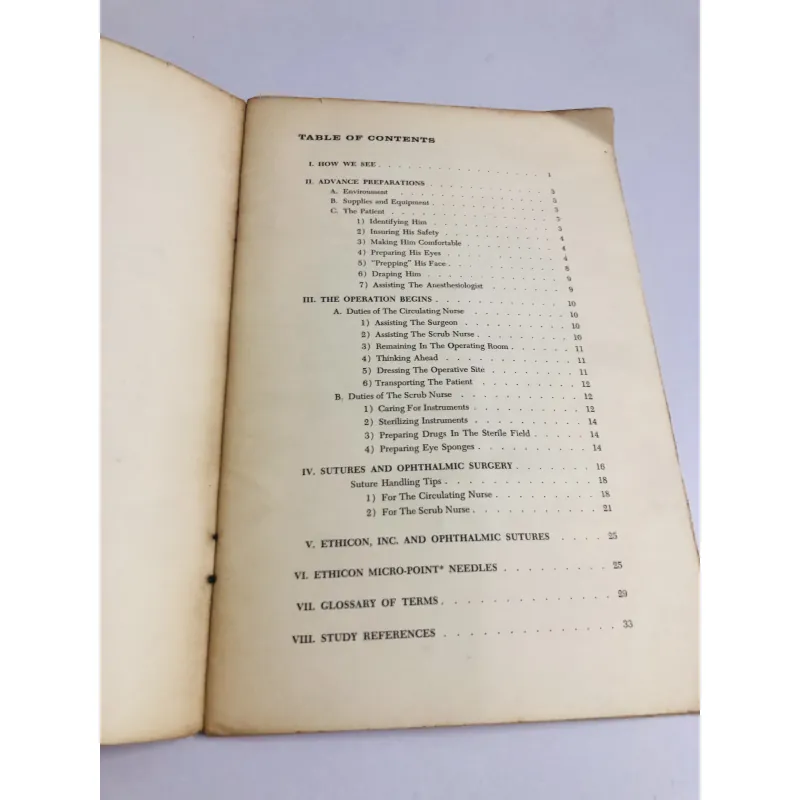 TABLE OF CONTENTS
I. HOW WE SEE . . . . . . . . . . . . . . . . . 1
II. ADVANCE PREPARATIONS . . . . . . . . . . . . 3
A. Environment . . . . . . . . . . . . . . . 3
B. Supplies and Equipment . . . . . . . . . . . 3
C. The Patient . . . . . . . . . . . . . . . 3
1) Identifying Him . . . . . . . . . . . . 3
2) Insuring His Safety . . . . . . . . . . 4
3) Making Him Comfortable . . . . . . . . . 4
4) Preparing His Eyes . . . . . . . . . . 4
5) "Prepping" His Face . . . . . . . . . . 8
6) Draping Him . . . . . . . . . . . . 9
7) Assisting The Anesthesiologist . . . . . . . 9
III. THE OPERATION BEGINS . . . . . . . . . . . . 10
A. Duties of The Circulating Nurse . . . . . . . . 10
1) Assisting The Surgeon . . . . . . . . . . 10
2) Assisting The Scrub Nurse . . . . . . . . . 10
3) Remaining In The Operating Room . . . . . . 11
4) Thinking Ahead . . . . . . . . . . . . 11
5) Dressing The Operative Site . . . . . . . . 11
6) Transporting The Patient . . . . . . . . . 12
B. Duties of The Scrub Nurse . . . . . . . . . . 12
1) Caring For Instruments . . . . . . . . . . 12
2) Sterilizing Instruments . . . . . . . . . . 14
3) Preparing Drugs In The Sterile Field . . . . . 14
4) Preparing Eye Sponges . . . . . . . . . . 14
IV. SUTURES AND OPHTHALMIC SURGERY . . . . . . . 16
Suture Handling Tips . . . . . . . . . . . . . 18
1) For The Circulating Nurse . . . . . . . . . 18
2) For The Scrub Nurse . . . . . . . . . . . 21
V. ETHICON, INC. AND OPHTHALMIC SUTURES . . . . 25
VI. ETHICON MICRO-POINT* NEEDLES . . . . . . . . . 25
VII. GLOSSARY OF TERMS . . . . . . . . . . . . . 29
VIII. STUDY REFERENCES . . . . . . . . . . . . . 33